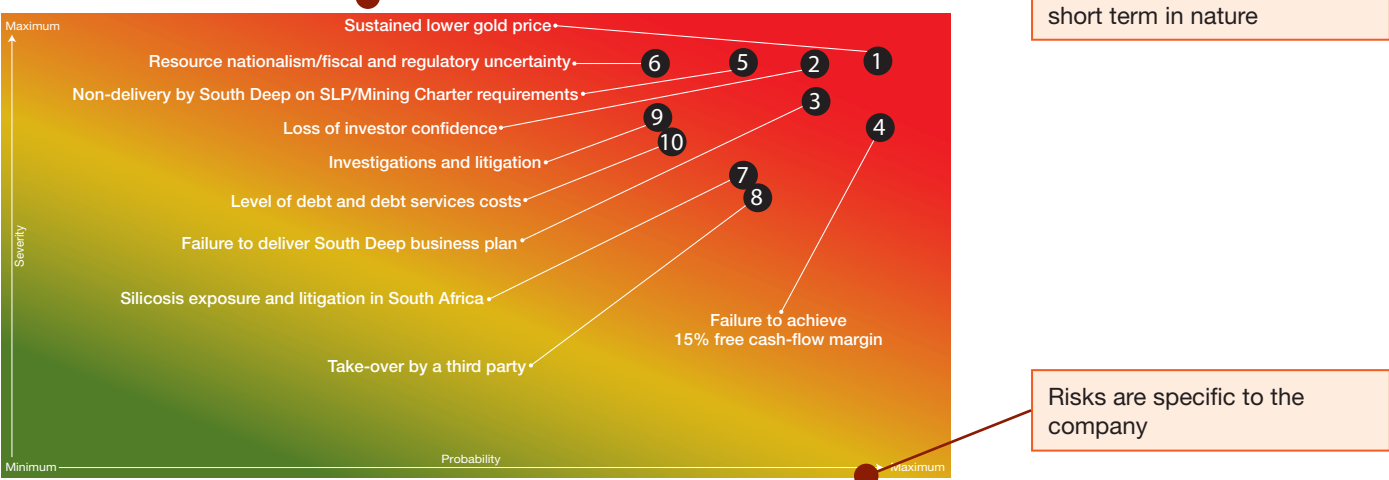 short term in nature
Maximum
Sustained lower gold price
1
Resource nationalism/fiscal and regulatory uncertainty
6
5
2
Non-delivery by South Deep on SLP/Mining Charter requirements
3
Loss of investor confidence
9
4
Investigations and litigation
10
Level of debt and debt services costs
7
8
Failure to deliver South Deep business plan
Severity
Silicosis exposure and litigation in South Africa
Failure to achieve
15% free cash-flow margin
Take-over by a third party
Risks are specific to the
company
Minimum
Probability
Maximum